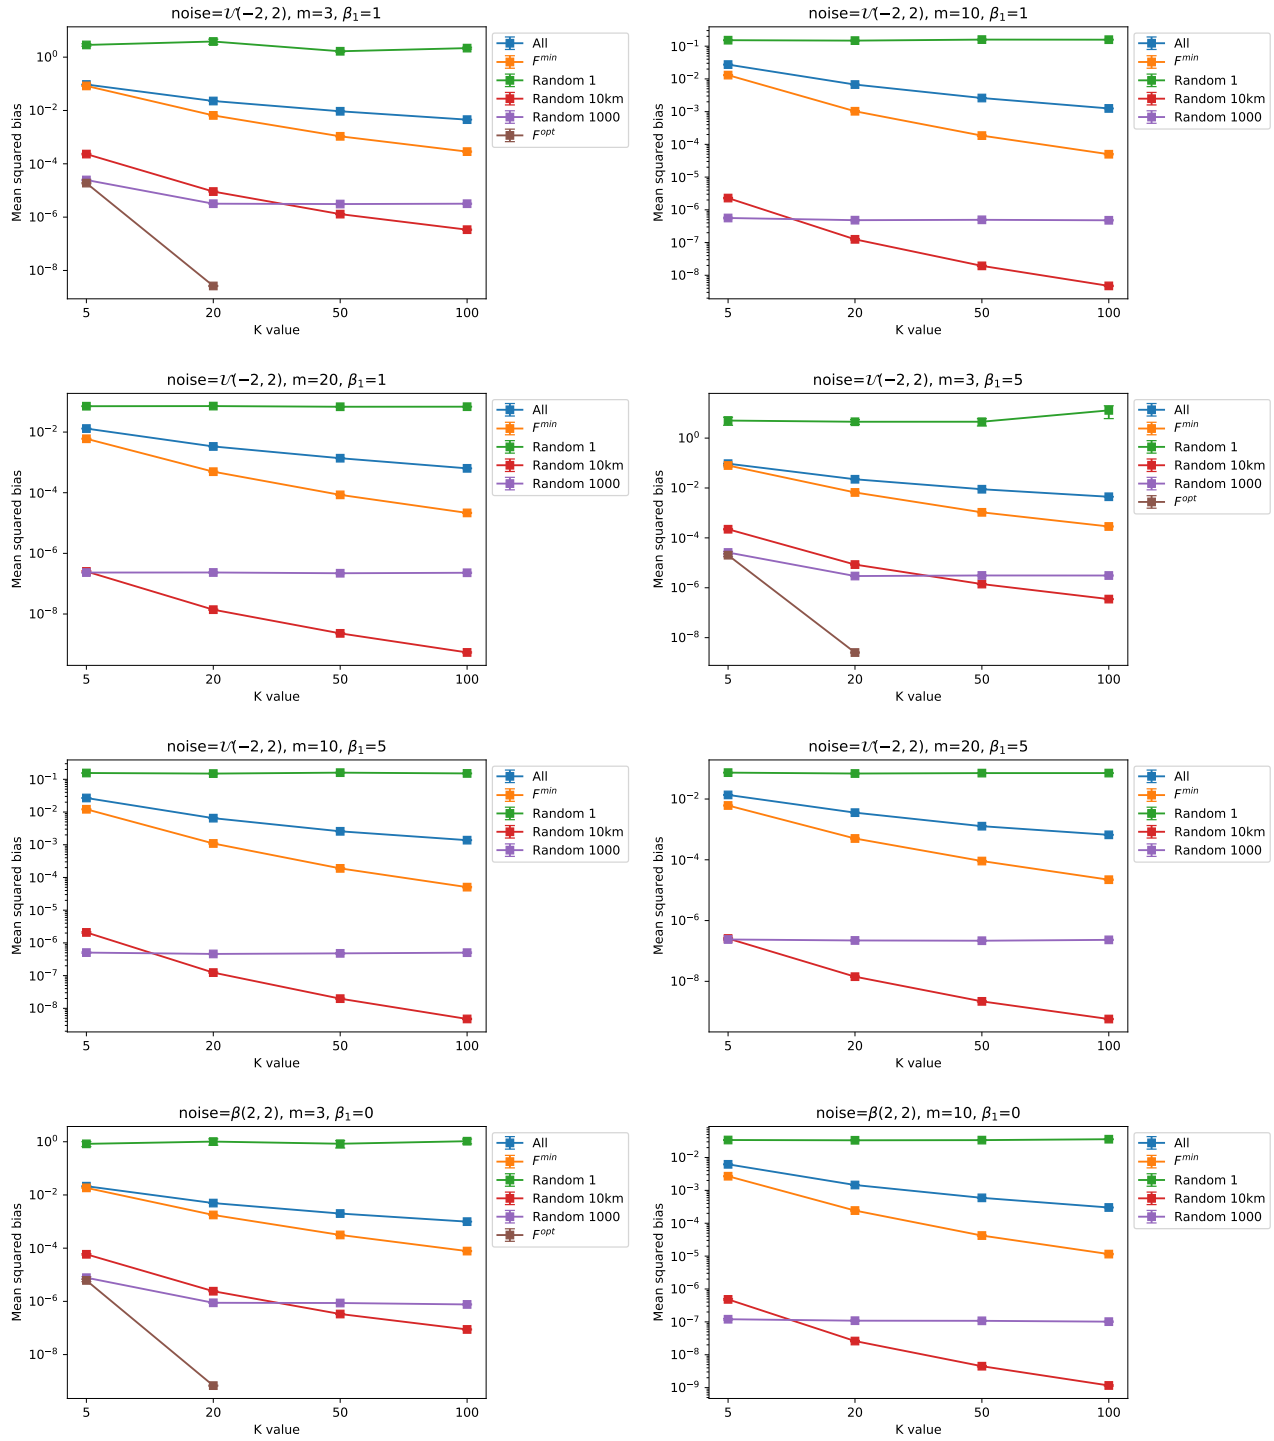 noise=𝒰(−2, 2), m=3, β₁=1
Mean squared bias
10⁰
10⁻²
10⁻⁴
10⁻⁶
10⁻⁸
5 20 50 100
K value
All
F^min
Random 1
Random 10km
Random 1000
F^opt
noise=𝒰(−2, 2), m=10, β₁=1
Mean squared bias
10⁻¹
10⁻²
10⁻³
10⁻⁴
10⁻⁵
10⁻⁶
10⁻⁷
10⁻⁸
5 20 50 100
K value
All
F^min
Random 1
Random 10km
Random 1000
noise=𝒰(−2, 2), m=20, β₁=1
Mean squared bias
10⁻²
10⁻⁴
10⁻⁶
10⁻⁸
5 20 50 100
K value
All
F^min
Random 1
Random 10km
Random 1000
noise=𝒰(−2, 2), m=3, β₁=5
Mean squared bias
10⁰
10⁻²
10⁻⁴
10⁻⁶
10⁻⁸
5 20 50 100
K value
All
F^min
Random 1
Random 10km
Random 1000
F^opt
noise=𝒰(−2, 2), m=10, β₁=5
Mean squared bias
10⁻¹
10⁻²
10⁻³
10⁻⁴
10⁻⁵
10⁻⁶
10⁻⁷
10⁻⁸
5 20 50 100
K value
All
F^min
Random 1
Random 10km
Random 1000
noise=𝒰(−2, 2), m=20, β₁=5
Mean squared bias
10⁻²
10⁻⁴
10⁻⁶
10⁻⁸
5 20 50 100
K value
All
F^min
Random 1
Random 10km
Random 1000
noise=β(2, 2), m=3, β₁=0
Mean squared bias
10⁰
10⁻²
10⁻⁴
10⁻⁶
10⁻⁸
5 20 50 100
K value
All
F^min
Random 1
Random 10km
Random 1000
F^opt
noise=β(2, 2), m=10, β₁=0
Mean squared bias
10⁻²
10⁻³
10⁻⁴
10⁻⁵
10⁻⁶
10⁻⁷
10⁻⁸
10⁻⁹
5 20 50 100
K value
All
F^min
Random 1
Random 10km
Random 1000